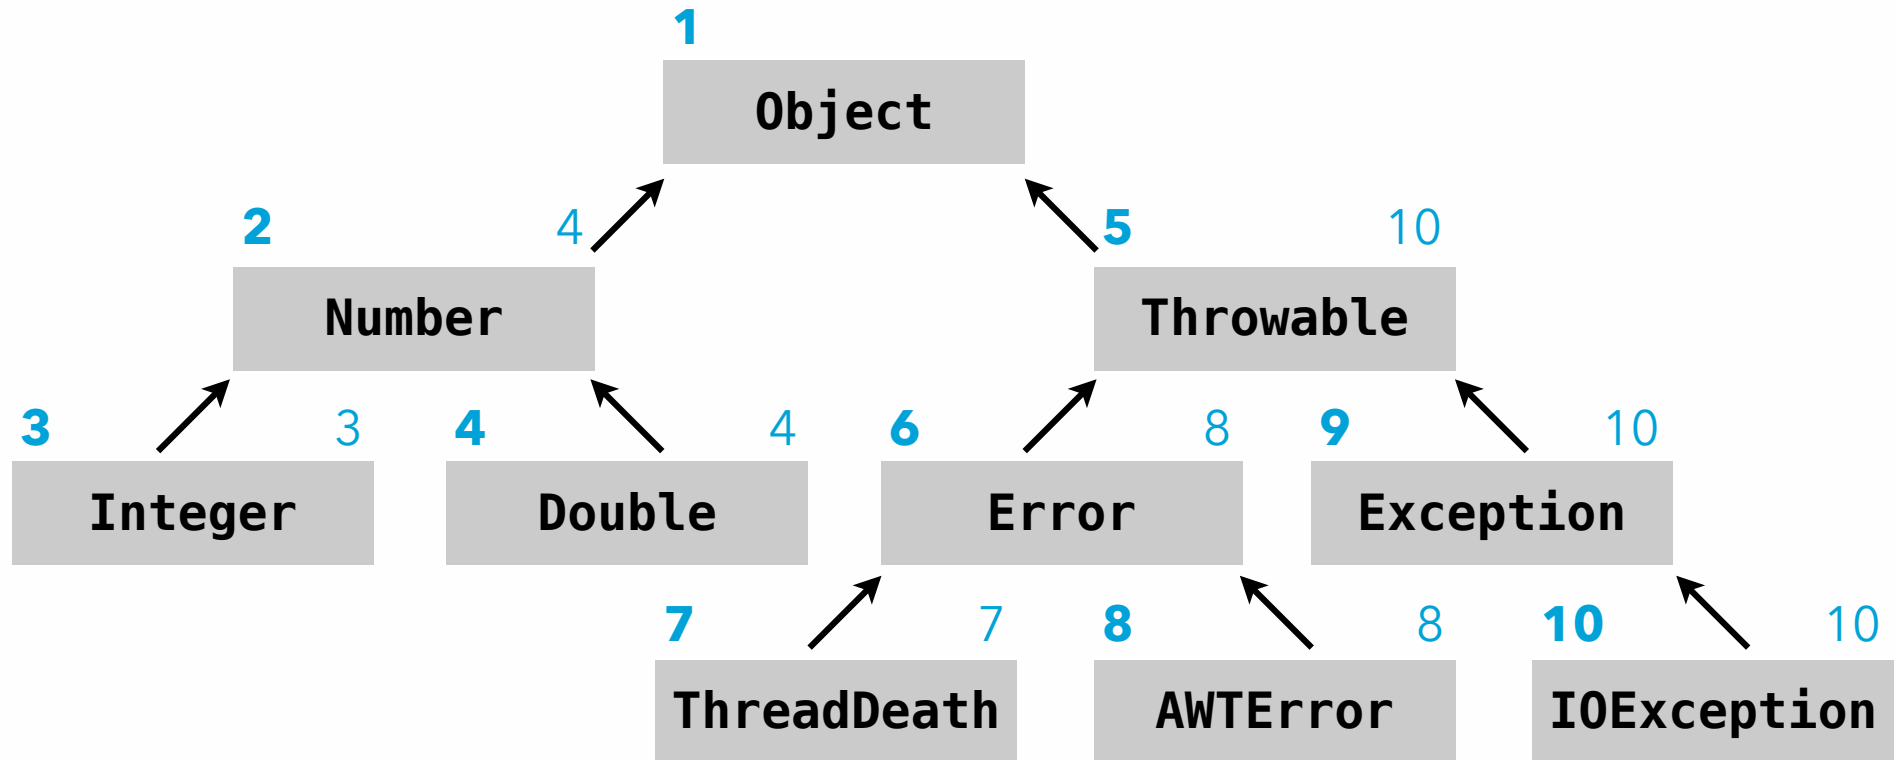 1
Object
2 4
5 10
Number
Throwable
3 3
4 4
6 8
9 10
Integer
Double
Error
Exception
7 7
8 8
10 10
ThreadDeath
AWTError
IOException